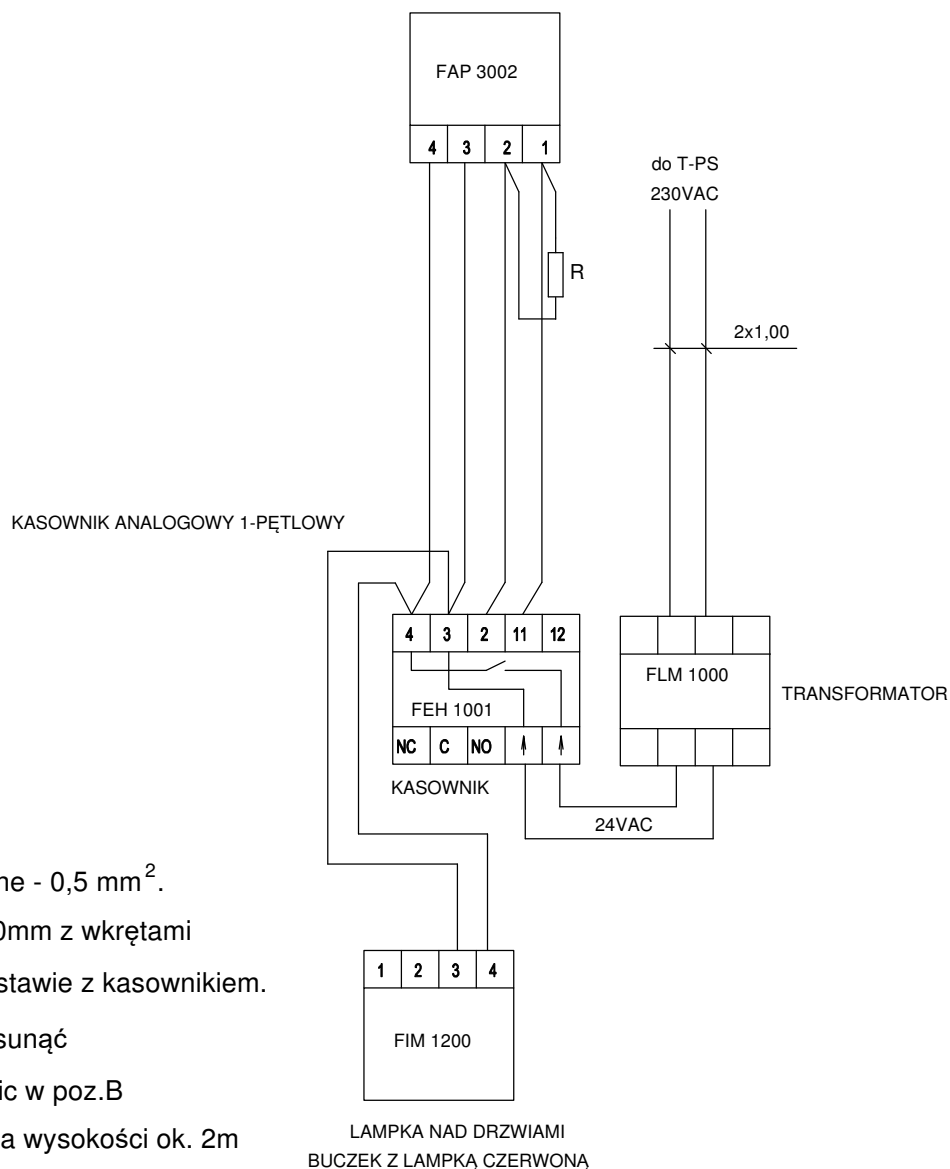 FAP 3002
4 3 2 1
do T-PS
230VAC
R
2x1,00
KASOWNIK ANALOGOWY 1-PĘTLOWY
4 3 2 11 12
FEH 1001
NC C NO
KASOWNIK
FLM 1000
TRANSFORMATOR
24VAC
ne - 0,5 mm².
0mm z wkrętami
stawie z kasownikiem.
sunąć
ic w poz.B
a wysokości ok. 2m
1 2 3 4
FIM 1200
LAMPKA NAD DRZWIAMI
BUCZEK Z LAMPKĄ CZERWONĄ